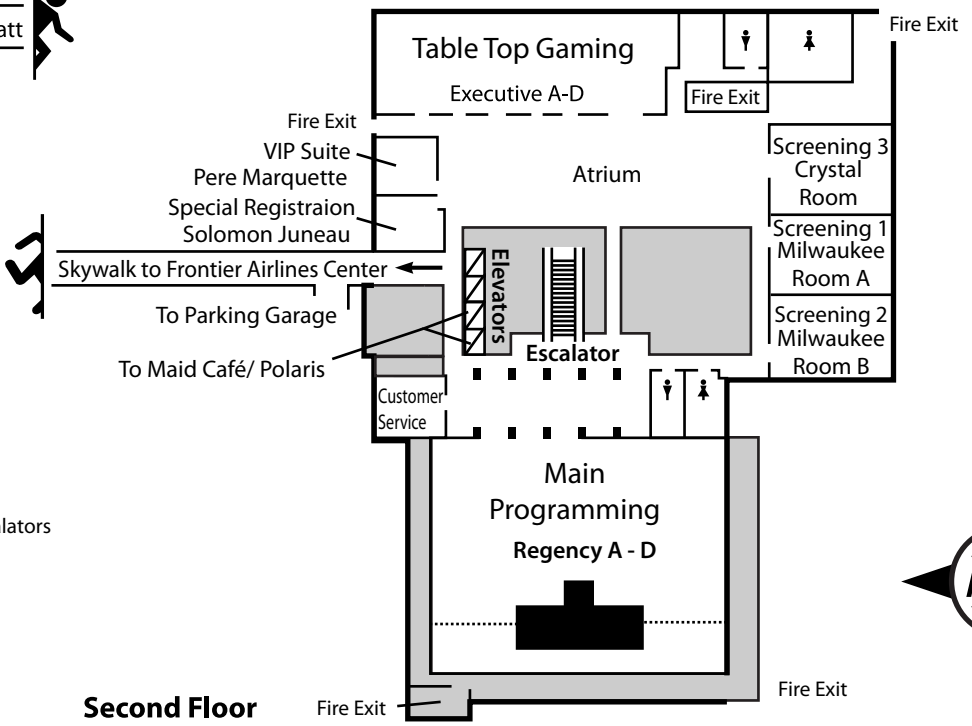 att
Fire Exit
Table Top Gaming
Executive A-D
Fire Exit
Fire Exit
VIP Suite
Pere Marquette
Atrium
Screening 3
Crystal
Room
Special Registraion
Solomon Juneau
Screening 1
Milwaukee
Room A
Skywalk to Frontier Airlines Center
Elevators
To Parking Garage
Screening 2
Milwaukee
Room B
Escalator
To Maid Café/ Polaris
Customer
Service
Main
Programming
Regency A - D
lators
Fire Exit
Second Floor
Fire Exit